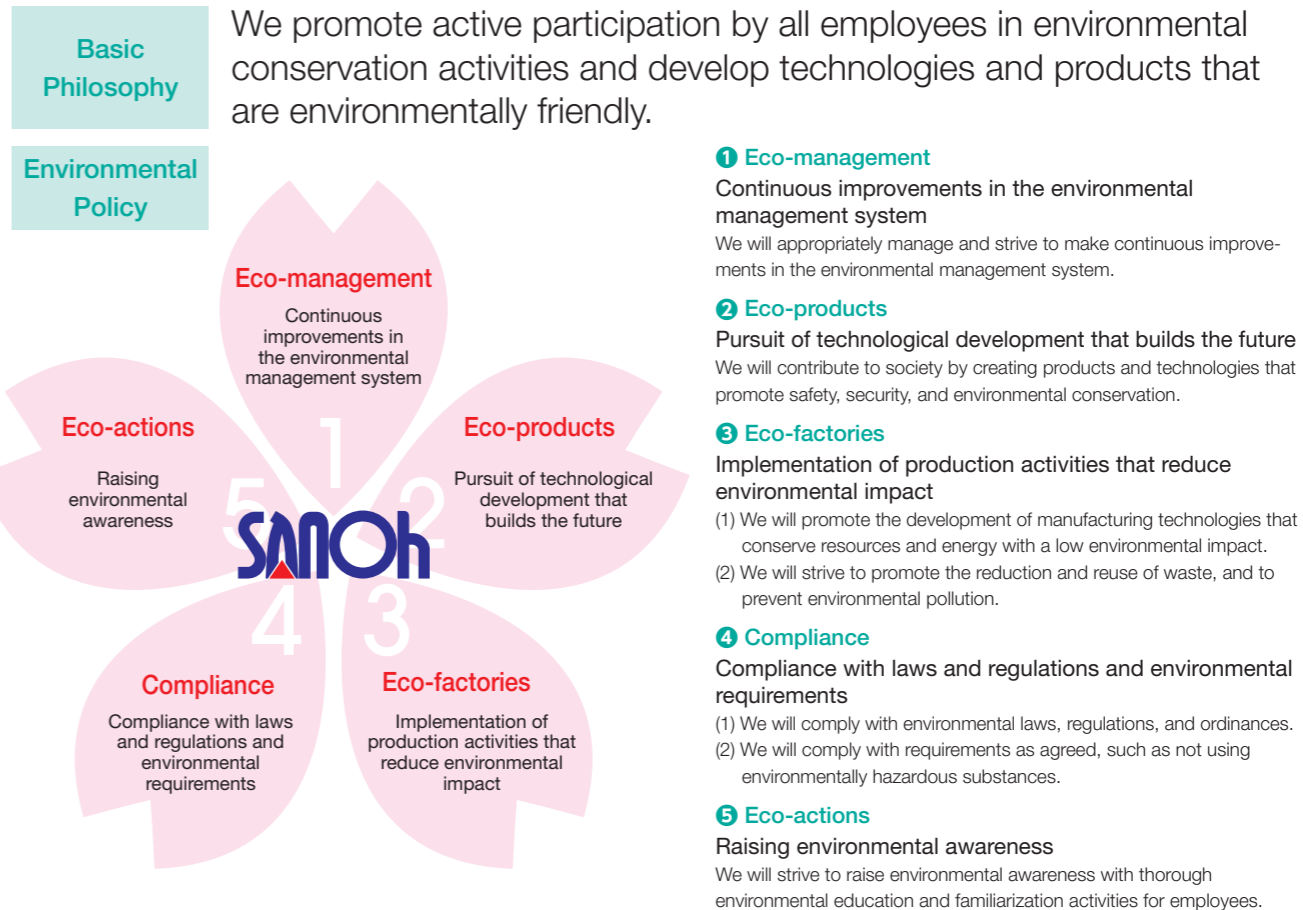 Basic
Philosophy
We promote active participation by all employees in environmental
conservation activities and develop technologies and products that
are environmentally friendly.
Environmental
Policy
Eco-management
Continuous
improvements in
the environmental
management system
1
Eco-products
Pursuit of technological
development that
builds the future
2
Eco-factories
Implementation of
production activities that
reduce environmental
impact
3
Compliance
Compliance with laws
and regulations and
environmental
requirements
4
Eco-actions
Raising
environmental
awareness
5
SANOh
❶ Eco-management
Continuous improvements in the environmental
management system
We will appropriately manage and strive to make continuous improve-
ments in the environmental management system.
❷ Eco-products
Pursuit of technological development that builds the future
We will contribute to society by creating products and technologies that
promote safety, security, and environmental conservation.
❸ Eco-factories
Implementation of production activities that reduce
environmental impact
(1) We will promote the development of manufacturing technologies that
conserve resources and energy with a low environmental impact.
(2) We will strive to promote the reduction and reuse of waste, and to
prevent environmental pollution.
❹ Compliance
Compliance with laws and regulations and environmental
requirements
(1) We will comply with environmental laws, regulations, and ordinances.
(2) We will comply with requirements as agreed, such as not using
environmentally hazardous substances.
❺ Eco-actions
Raising environmental awareness
We will strive to raise environmental awareness with thorough
environmental education and familiarization activities for employees.